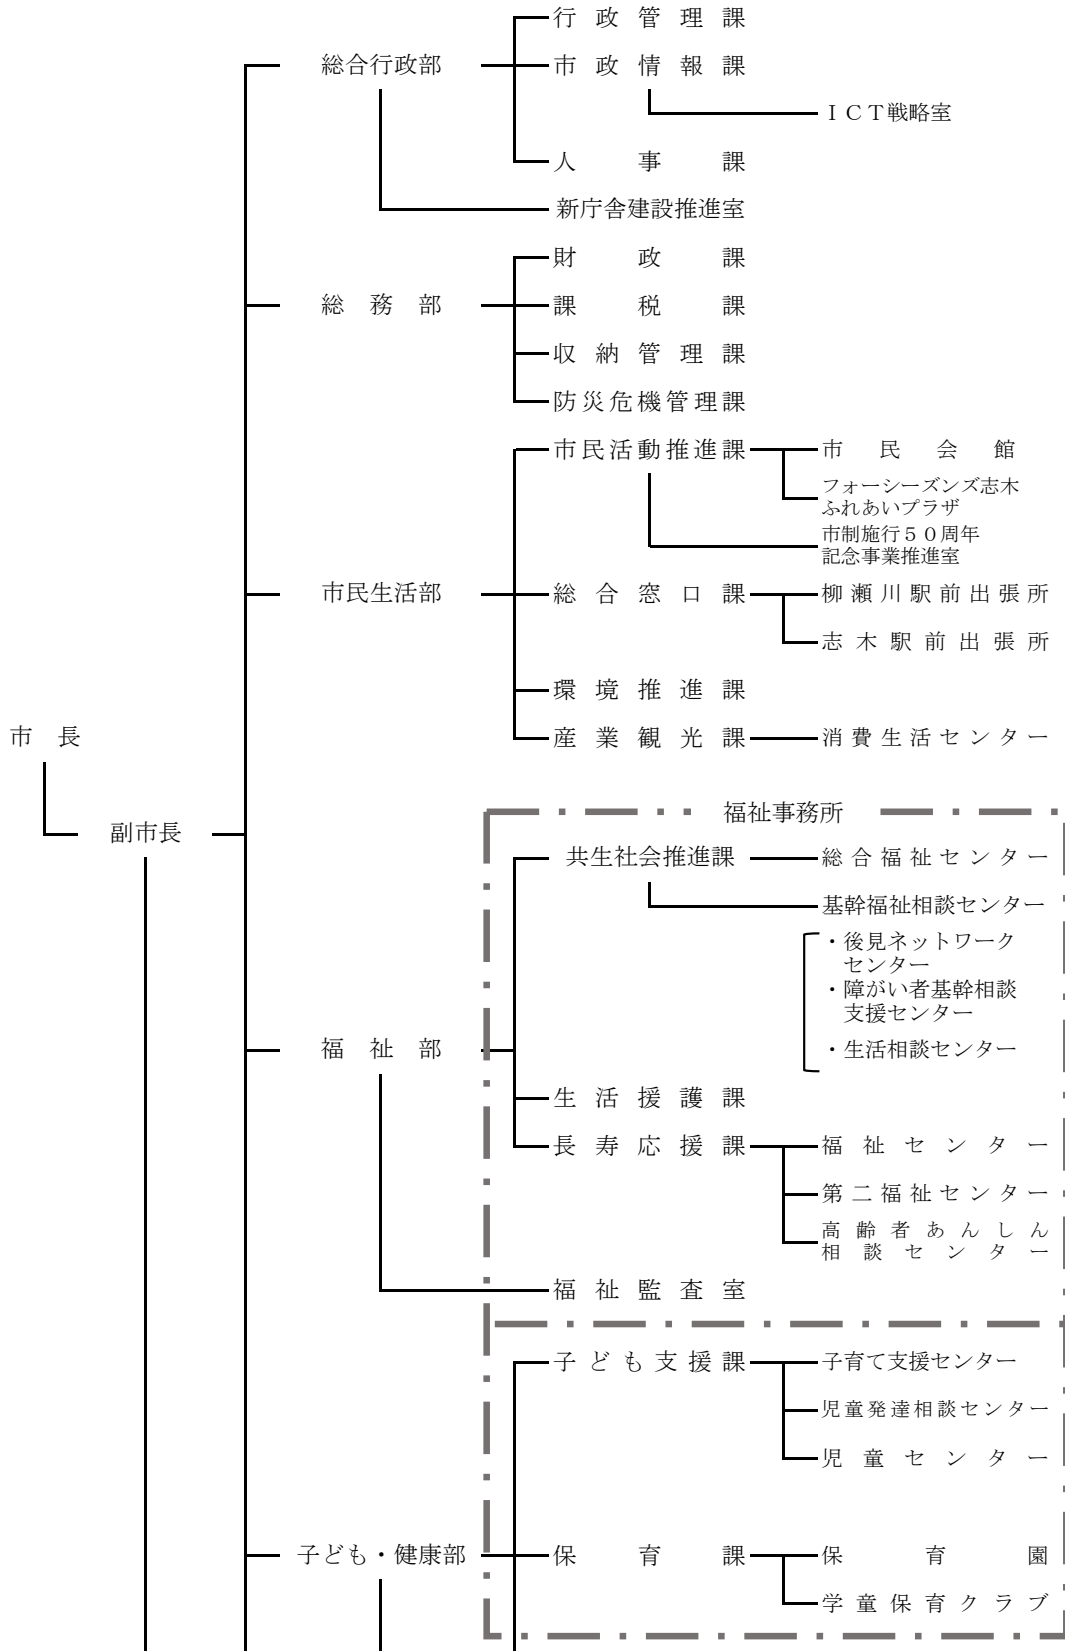 行政管理課
総合行政部
市政情報課
ＩＣＴ戦略室
人事課
新庁舎建設推進室
財政課
総務部
課税課
収納管理課
防災危機管理課
市民活動推進課
市民会館
フォーシーズンズ志木
ふれあいプラザ
市制施行５０周年
記念事業推進室
市民生活部
総合窓口課
柳瀬川駅前出張所
志木駅前出張所
環境推進課
市長
産業観光課
消費生活センター
福祉事務所
副市長
共生社会推進課
総合福祉センター
基幹福祉相談センター
・後見ネットワーク
センター
・障がい者基幹相談
支援センター
福祉部
・生活相談センター
生活援護課
長寿応援課
福祉センター
第二福祉センター
高齢者あんしん
相談センター
福祉監査室
子ども支援課
子育て支援センター
児童発達相談センター
児童センター
子ども・健康部
保育課
保育園
学童保育クラブ